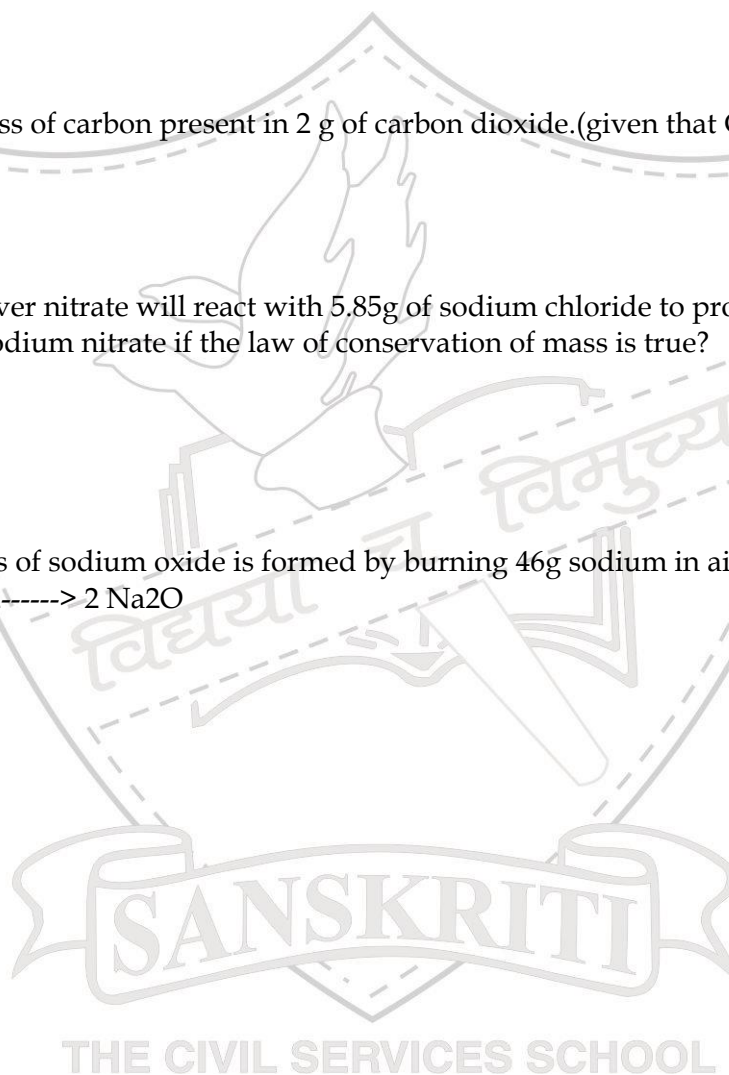 ss of carbon present in 2 g of carbon dioxide.(given that
ver nitrate will react with 5.85g of sodium chloride to pro
odium nitrate if the law of conservation of mass is true?
विद्यया च विमुच्य
s of sodium oxide is formed by burning 46g sodium in ai
------> 2 Na2O
SANSKRITI
THE CIVIL SERVICES SCHOOL